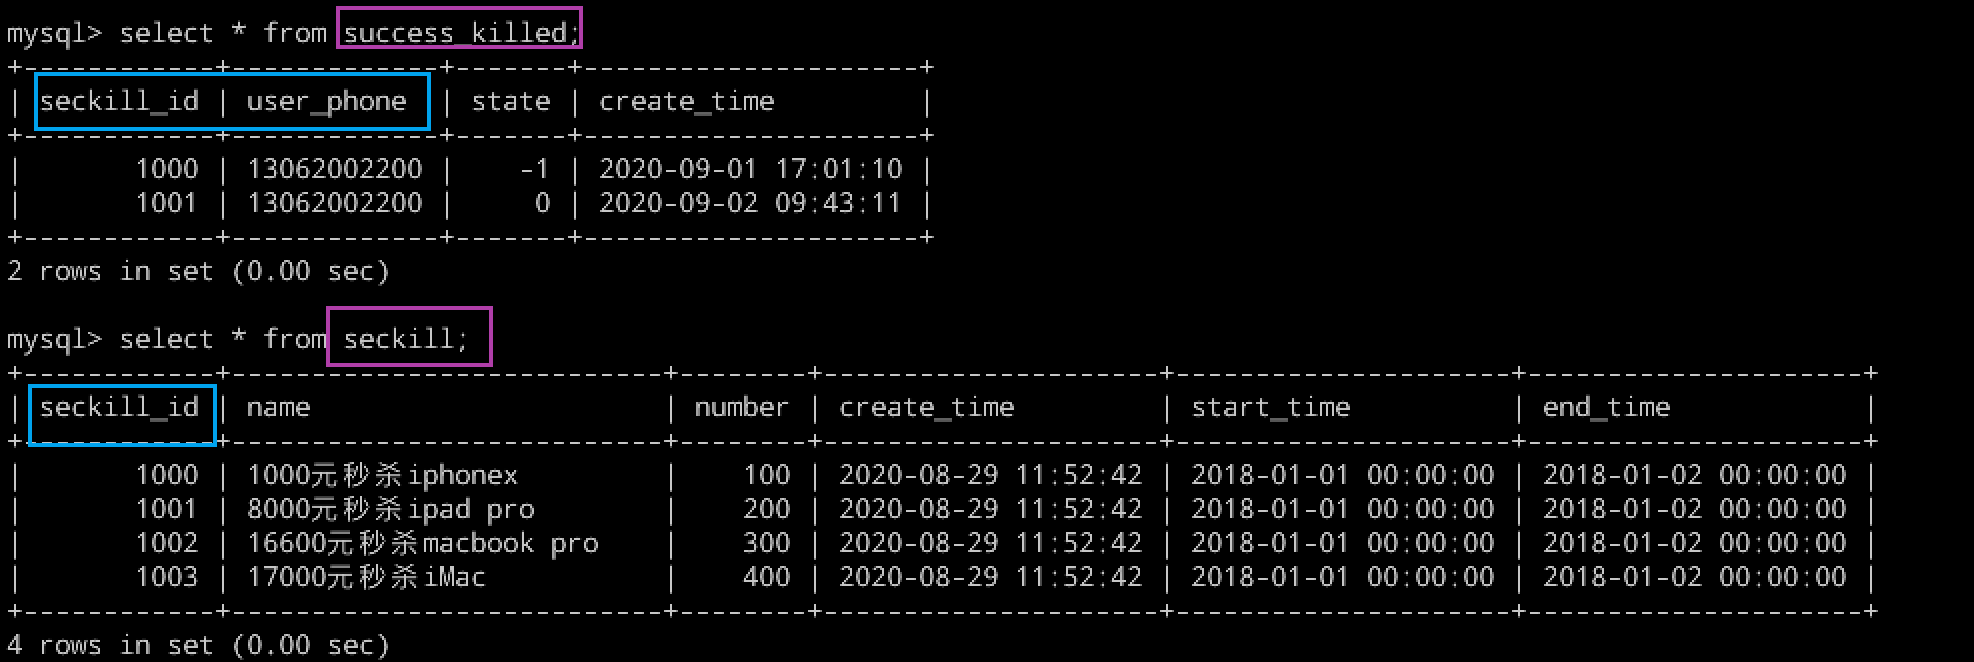 mysql> select * from success_killed;
+------------+-------------+-------+---------------------+
| seckill_id | user_phone  | state | create_time         |
+------------+-------------+-------+---------------------+
|       1000 | 13062002200 |    -1 | 2020-09-01 17:01:10 |
|       1001 | 13062002200 |     0 | 2020-09-02 09:43:11 |
+------------+-------------+-------+---------------------+
2 rows in set (0.00 sec)
mysql> select * from seckill;
+------------+---------------------------+--------+---------------------+---------------------+---------------------+
| seckill_id | name                      | number | create_time         | start_time          | end_time            |
+------------+---------------------------+--------+---------------------+---------------------+---------------------+
|       1000 | 1000元秒杀iphonex         |    100 | 2020-08-29 11:52:42 | 2018-01-01 00:00:00 | 2018-01-02 00:00:00 |
|       1001 | 8000元秒杀ipad pro        |    200 | 2020-08-29 11:52:42 | 2018-01-01 00:00:00 | 2018-01-02 00:00:00 |
|       1002 | 16600元秒杀macbook pro    |    300 | 2020-08-29 11:52:42 | 2018-01-01 00:00:00 | 2018-01-02 00:00:00 |
|       1003 | 17000元秒杀iMac           |    400 | 2020-08-29 11:52:42 | 2018-01-01 00:00:00 | 2018-01-02 00:00:00 |
+------------+---------------------------+--------+---------------------+---------------------+---------------------+
4 rows in set (0.00 sec)